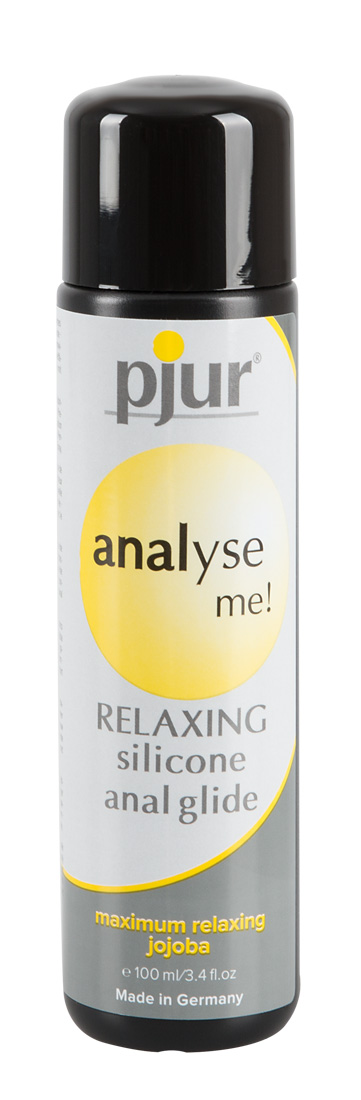 pjur®
analyse
me!
RELAXING
silicone
anal glide
maximum relaxing
jojoba
℮ 100 ml/3.4 fl.oz
Made in Germany